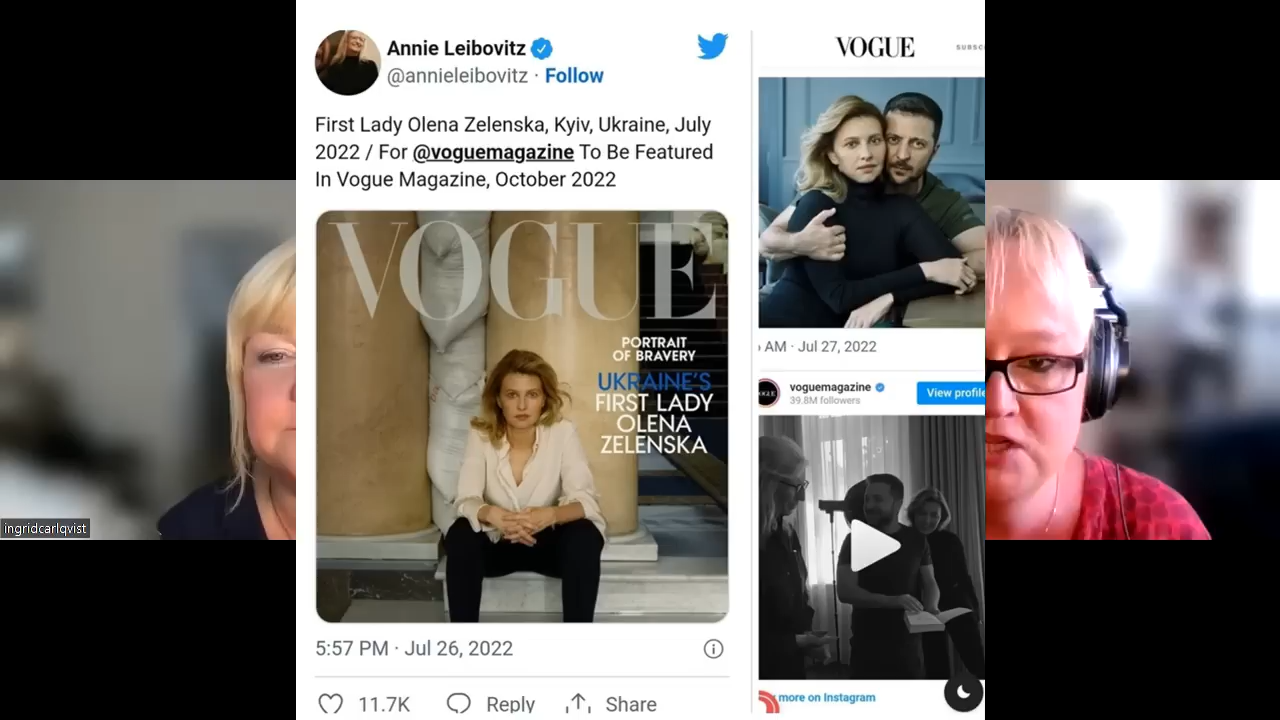 Annie Leibovitz
@annieleibovitz · Follow
First Lady Olena Zelenska, Kyiv, Ukraine, July
2022 / For @voguemagazine To Be Featured
In Vogue Magazine, October 2022
VOGUE
PORTRAIT
OF BRAVERY
UKRAINE'S
FIRST LADY
OLENA
ZELENSKA
5:57 PM · Jul 26, 2022
11.7K
Reply
Share
VOGUE
SUBSC
AM · Jul 27, 2022
voguemagazine
39.8M followers
View profile
more on Instagram
ingridcarlqvist